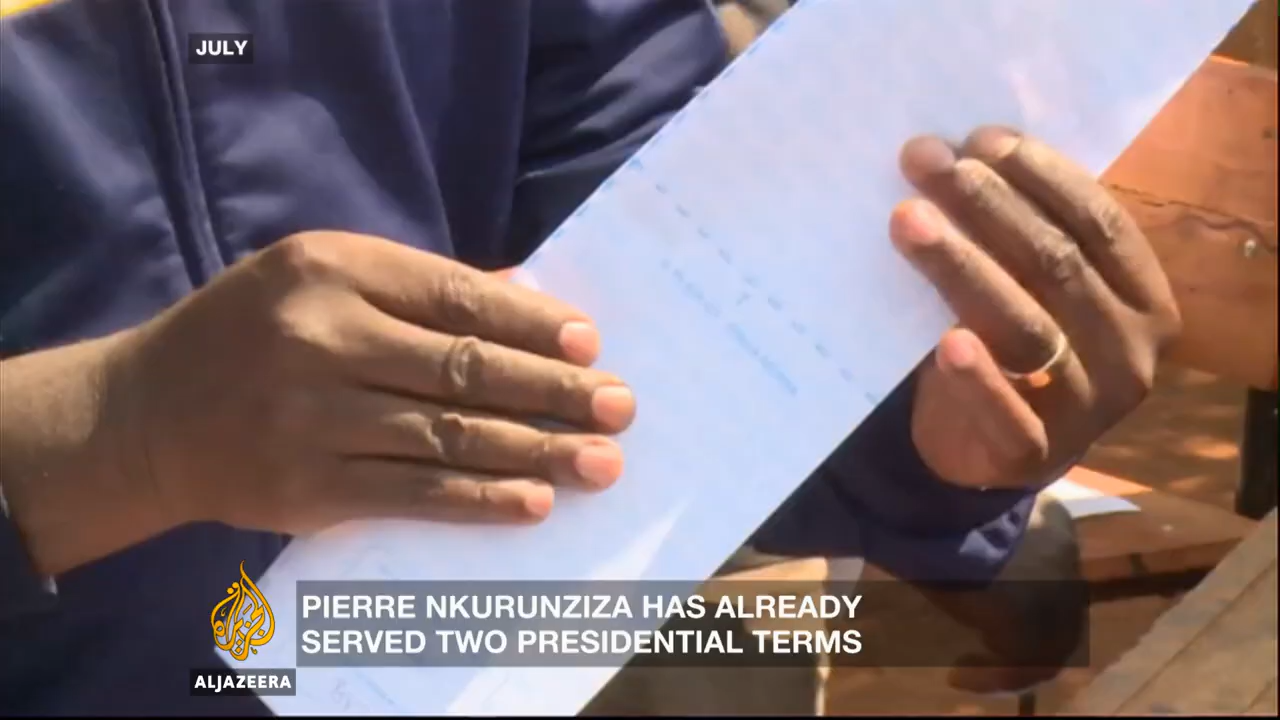 JULY
PIERRE NKURUNZIZA HAS ALREADY
SERVED TWO PRESIDENTIAL TERMS
ALJAZEERA